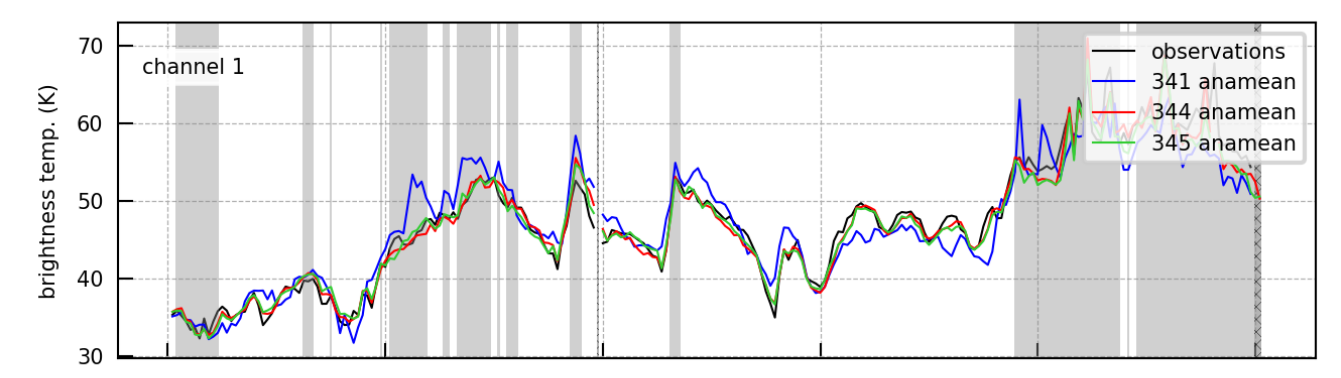 70
60
50
40
30
brightness temp. (K)
channel 1
observations
341 anamean
344 anamean
345 anamean